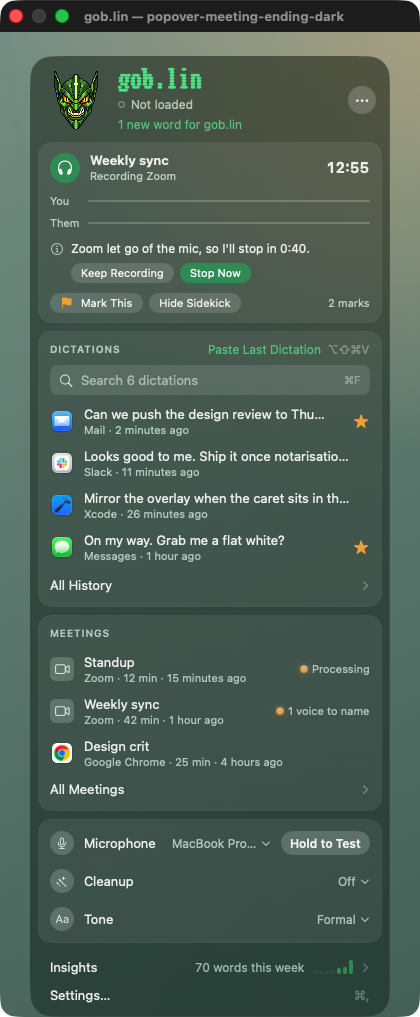 gob.lin — popover-meeting-ending-dark
gob.lin
Not loaded
1 new word for gob.lin
Weekly sync
Recording Zoom
12:55
You
Them
Zoom let go of the mic, so I'll stop in 0:40.
Keep Recording
Stop Now
Mark This
Hide Sidekick
2 marks
DICTATIONS
Paste Last Dictation ⌥⇧⌘V
Search 6 dictations
⌘F
Can we push the design review to Thu...
Mail · 2 minutes ago
Looks good to me. Ship it once notarisatio...
Slack · 11 minutes ago
Mirror the overlay when the caret sits in th...
Xcode · 26 minutes ago
On my way. Grab me a flat white?
Messages · 1 hour ago
All History
MEETINGS
Standup
Zoom · 12 min · 15 minutes ago
Processing
Weekly sync
Zoom · 42 min · 1 hour ago
1 voice to name
Design crit
Google Chrome · 25 min · 4 hours ago
All Meetings
Microphone
MacBook Pro...
Hold to Test
Cleanup
Off
Aa
Tone
Formal
Insights
70 words this week
Settings...
⌘,